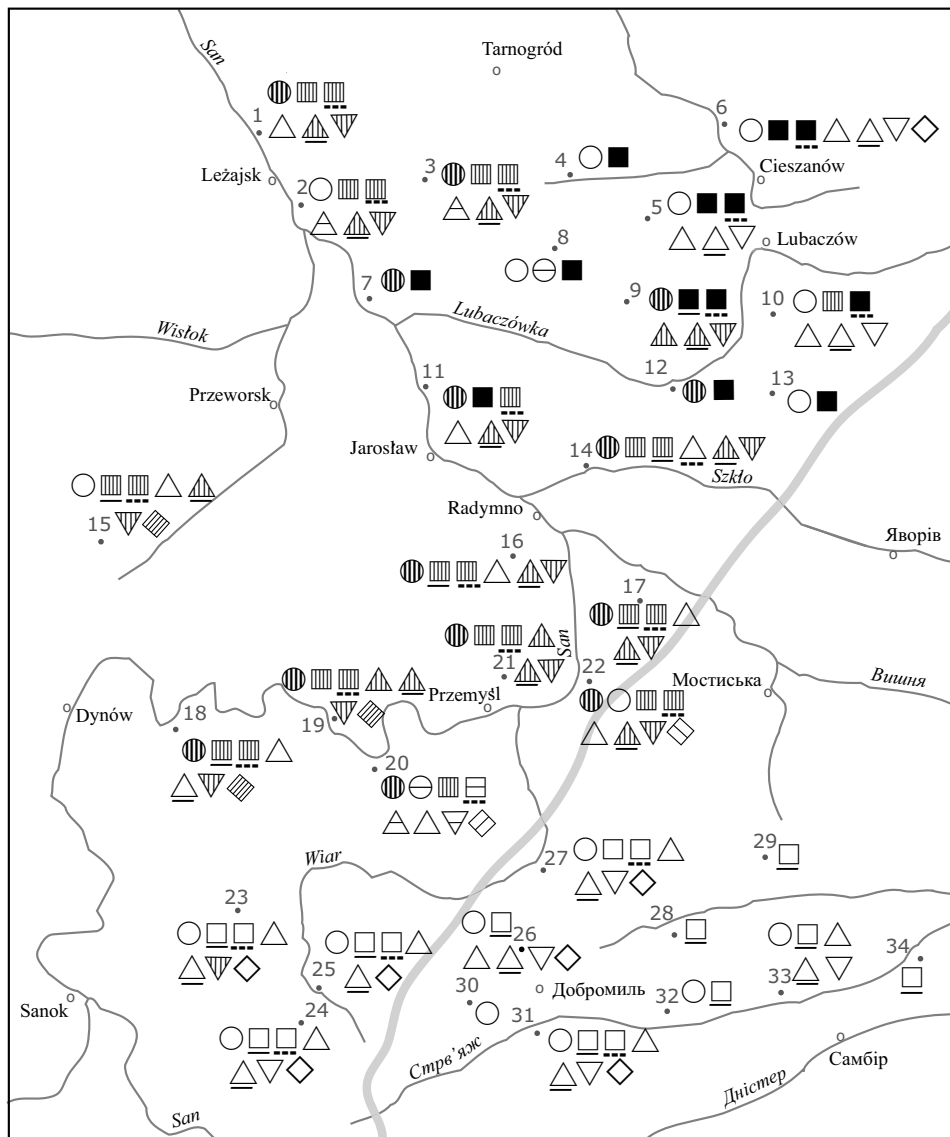 San
Tarnogród
1
6
Leżajsk
2
3
4
Cieszanów
5
Lubaczów
8
7
9
10
Wisłok
Lubaczówka
Przeworsk
11
12
13
Jarosław
14
Szkło
15
Radymno
16
Яворів
17
San
21
22
Мостиська
Вишня
Dynów
18
19
Przemyśl
20
Wiar
27
29
23
28
26
34
25
Sanok
24
30
Добромиль
32
33
31
Стрв’яж
Самбір
San
Дністер